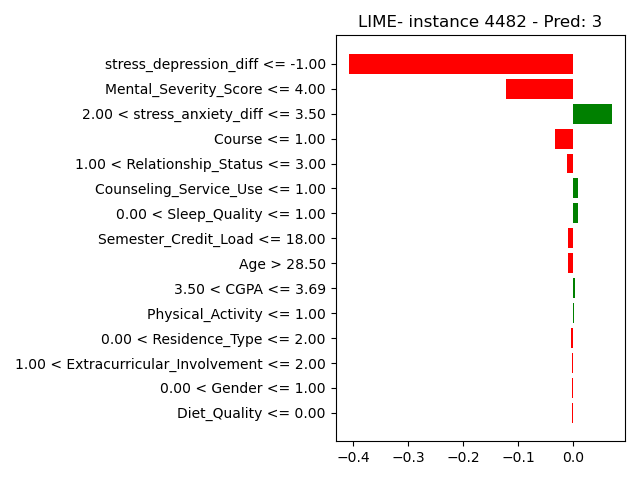 LIME- instance 4482 - Pred: 3
stress_depression_diff <= -1.00
Mental_Severity_Score <= 4.00
2.00 < stress_anxiety_diff <= 3.50
Course <= 1.00
1.00 < Relationship_Status <= 3.00
Counseling_Service_Use <= 1.00
0.00 < Sleep_Quality <= 1.00
Semester_Credit_Load <= 18.00
Age > 28.50
3.50 < CGPA <= 3.69
Physical_Activity <= 1.00
0.00 < Residence_Type <= 2.00
1.00 < Extracurricular_Involvement <= 2.00
0.00 < Gender <= 1.00
Diet_Quality <= 0.00
−0.4 −0.3 −0.2 −0.1 0.0